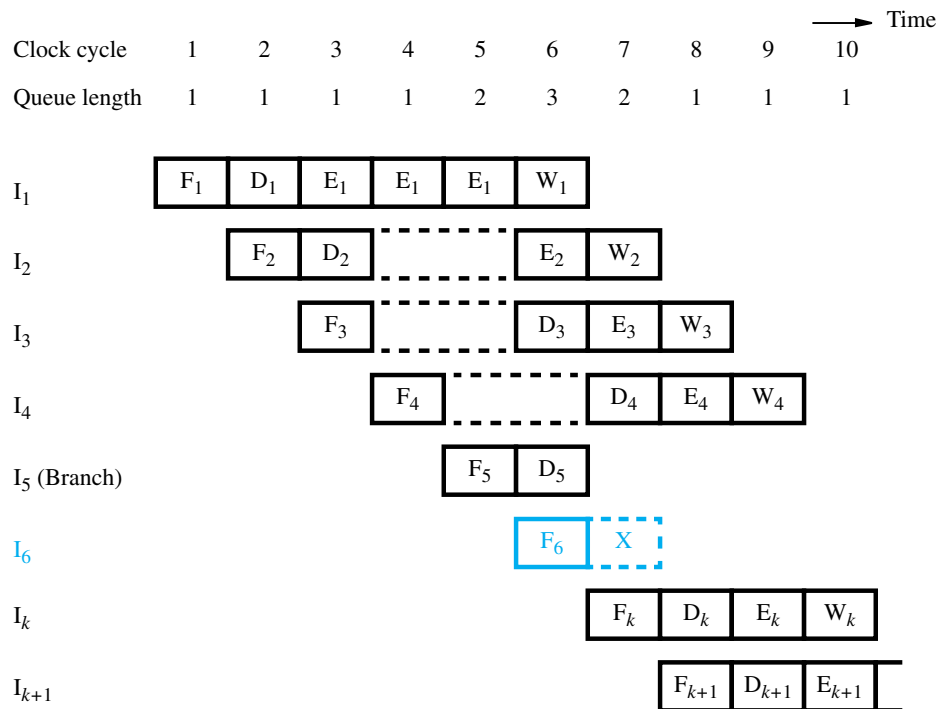 Time
Clock cycle 1 2 3 4 5 6 7 8 9 10
Queue length 1 1 1 1 2 3 2 1 1 1
I1 F1 D1 E1 E1 E1 W1
I2 F2 D2 E2 W2
I3 F3 D3 E3 W3
I4 F4 D4 E4 W4
I5 (Branch) F5 D5
I6 F6 X
Ik Fk Dk Ek Wk
Ik+1 Fk+1 Dk+1 Ek+1